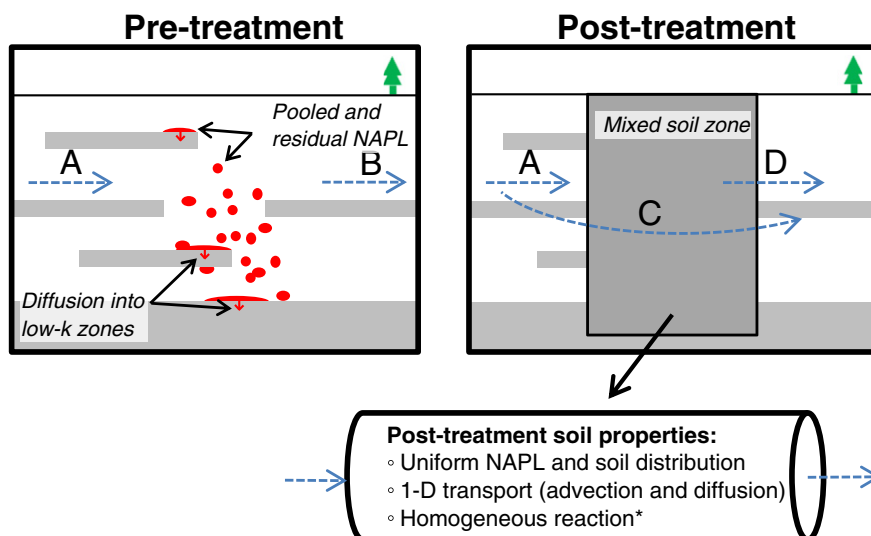 Pre-treatment
Post-treatment
Pooled and
residual NAPL
A
B
Diffusion into
low-k zones
Mixed soil zone
A
D
C
Post-treatment soil properties:
◦ Uniform NAPL and soil distribution
◦ 1-D transport (advection and diffusion)
◦ Homogeneous reaction*